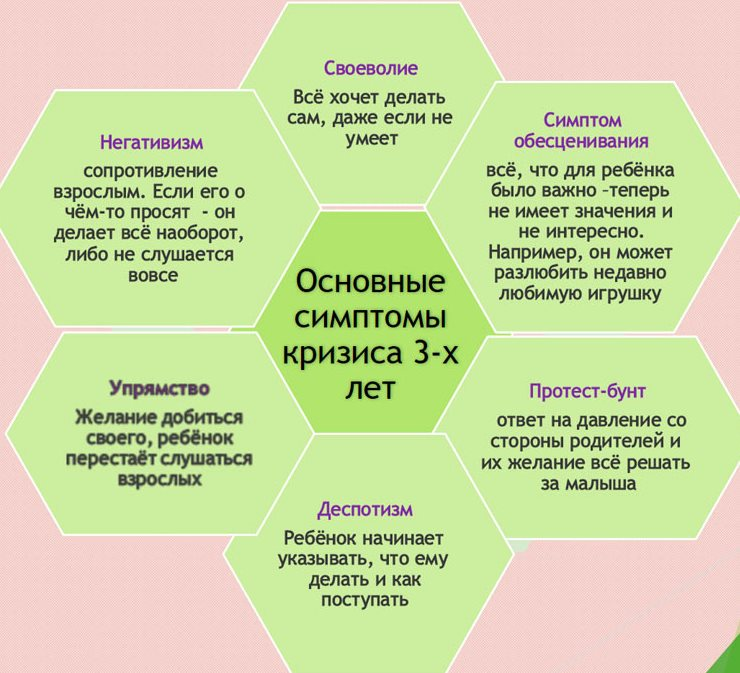 Своеволие
Всё хочет делать
сам, даже если не
умеет
Симптом
обесценивания
всё, что для ребёнка
было важно –теперь
не имеет значения и
не интересно.
Например, он может
разлюбить недавно
любимую игрушку
Негативизм
сопротивление
взрослым. Если его о
чём-то просят  - он
делает всё наоборот,
либо не слушается
вовсе
Основные
симптомы
кризиса 3-х
лет
Упрямство
Желание добиться
своего, ребёнок
перестаёт слушаться
взрослых
Протест-бунт
ответ на давление со
стороны родителей и
их желание всё решать
за малыша
Деспотизм
Ребёнок начинает
указывать, что ему
делать и как
поступать